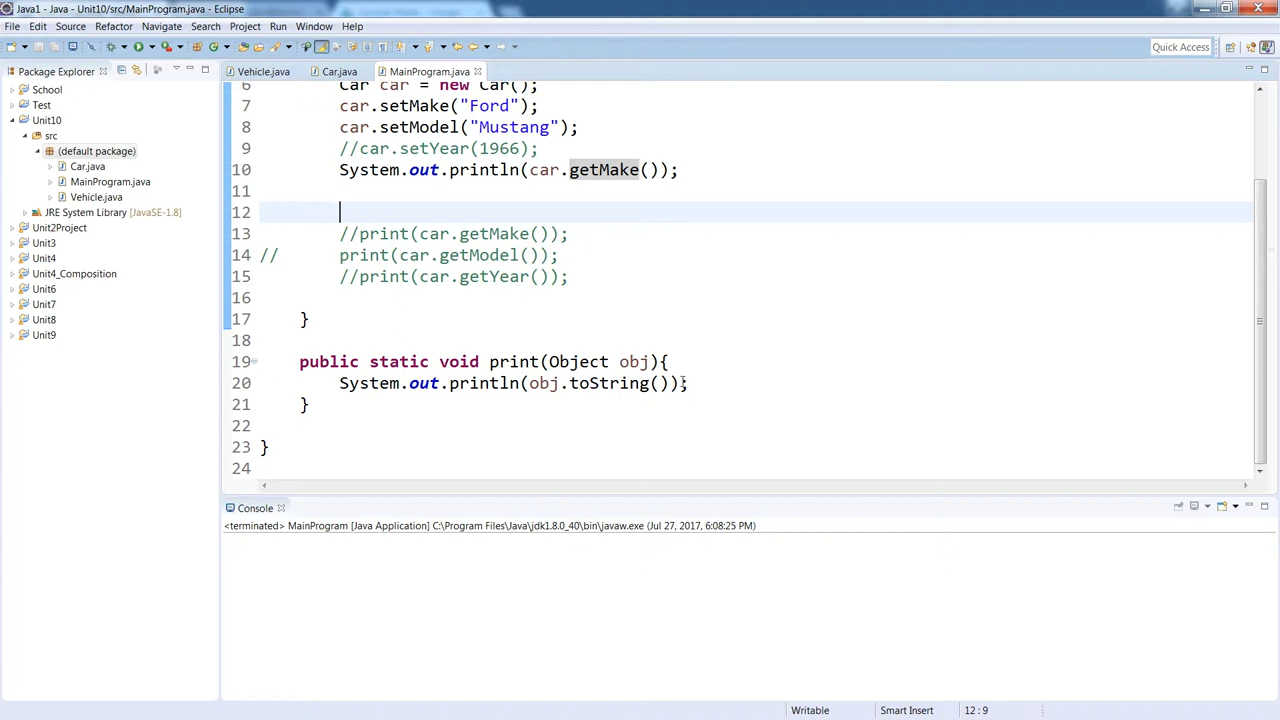 Java1 - Java - Unit10/src/MainProgram.java - Eclipse
File Edit Source Refactor Navigate Search Project Run Window Help
Quick Access
Package Explorer
Vehicle.java Car.java MainProgram.java
School
Test
Unit10
src
(default package)
Car.java
MainProgram.java
Vehicle.java
JRE System Library [JavaSE-1.8]
Unit2Project
Unit3
Unit4
Unit4_Composition
Unit6
Unit7
Unit8
Unit9
6 Car car = new Car();
7 car.setMake("Ford");
8 car.setModel("Mustang");
9 //car.setYear(1966);
10 System.out.println(car.getMake());
11
12
13 //print(car.getMake());
14 // print(car.getModel());
15 //print(car.getYear());
16
17 }
18
19 public static void print(Object obj){
20 System.out.println(obj.toString());
21 }
22
23 }
24
Console
<terminated> MainProgram [Java Application] C:\Program Files\Java\jdk1.8.0_40\bin\javaw.exe (Jul 27, 2017, 6:08:25 PM)
Writable Smart Insert 12 : 9